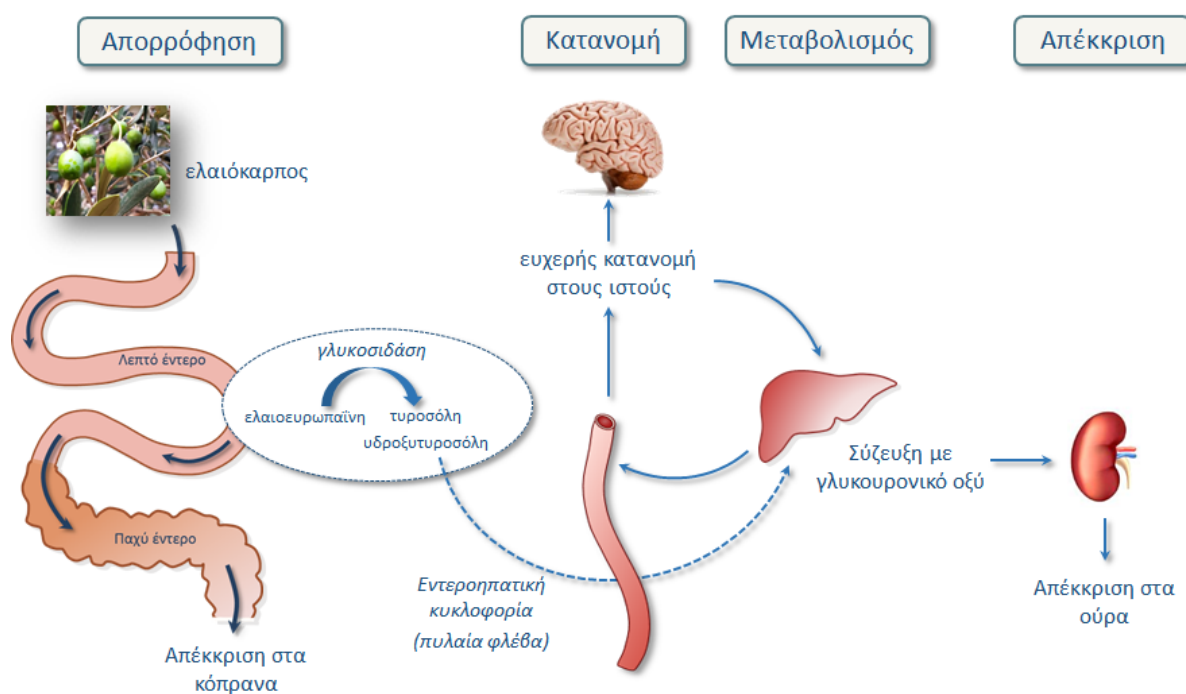 Απορρόφηση
Κατανομή
Μεταβολισμός
Απέκκριση
ελαιόκαρπος
ευχερής κατανομή
στους ιστούς
Λεπτό έντερο
γλυκοσιδάση
ελαιοευρωπαΐνη
τυροσόλη
υδροξυτυροσόλη
Σύζευξη με
γλυκουρονικό οξύ
Παχύ έντερο
Εντεροηπατική
κυκλοφορία
(πυλαία φλέβα)
Απέκκριση στα
ούρα
Απέκκριση στα
κόπρανα